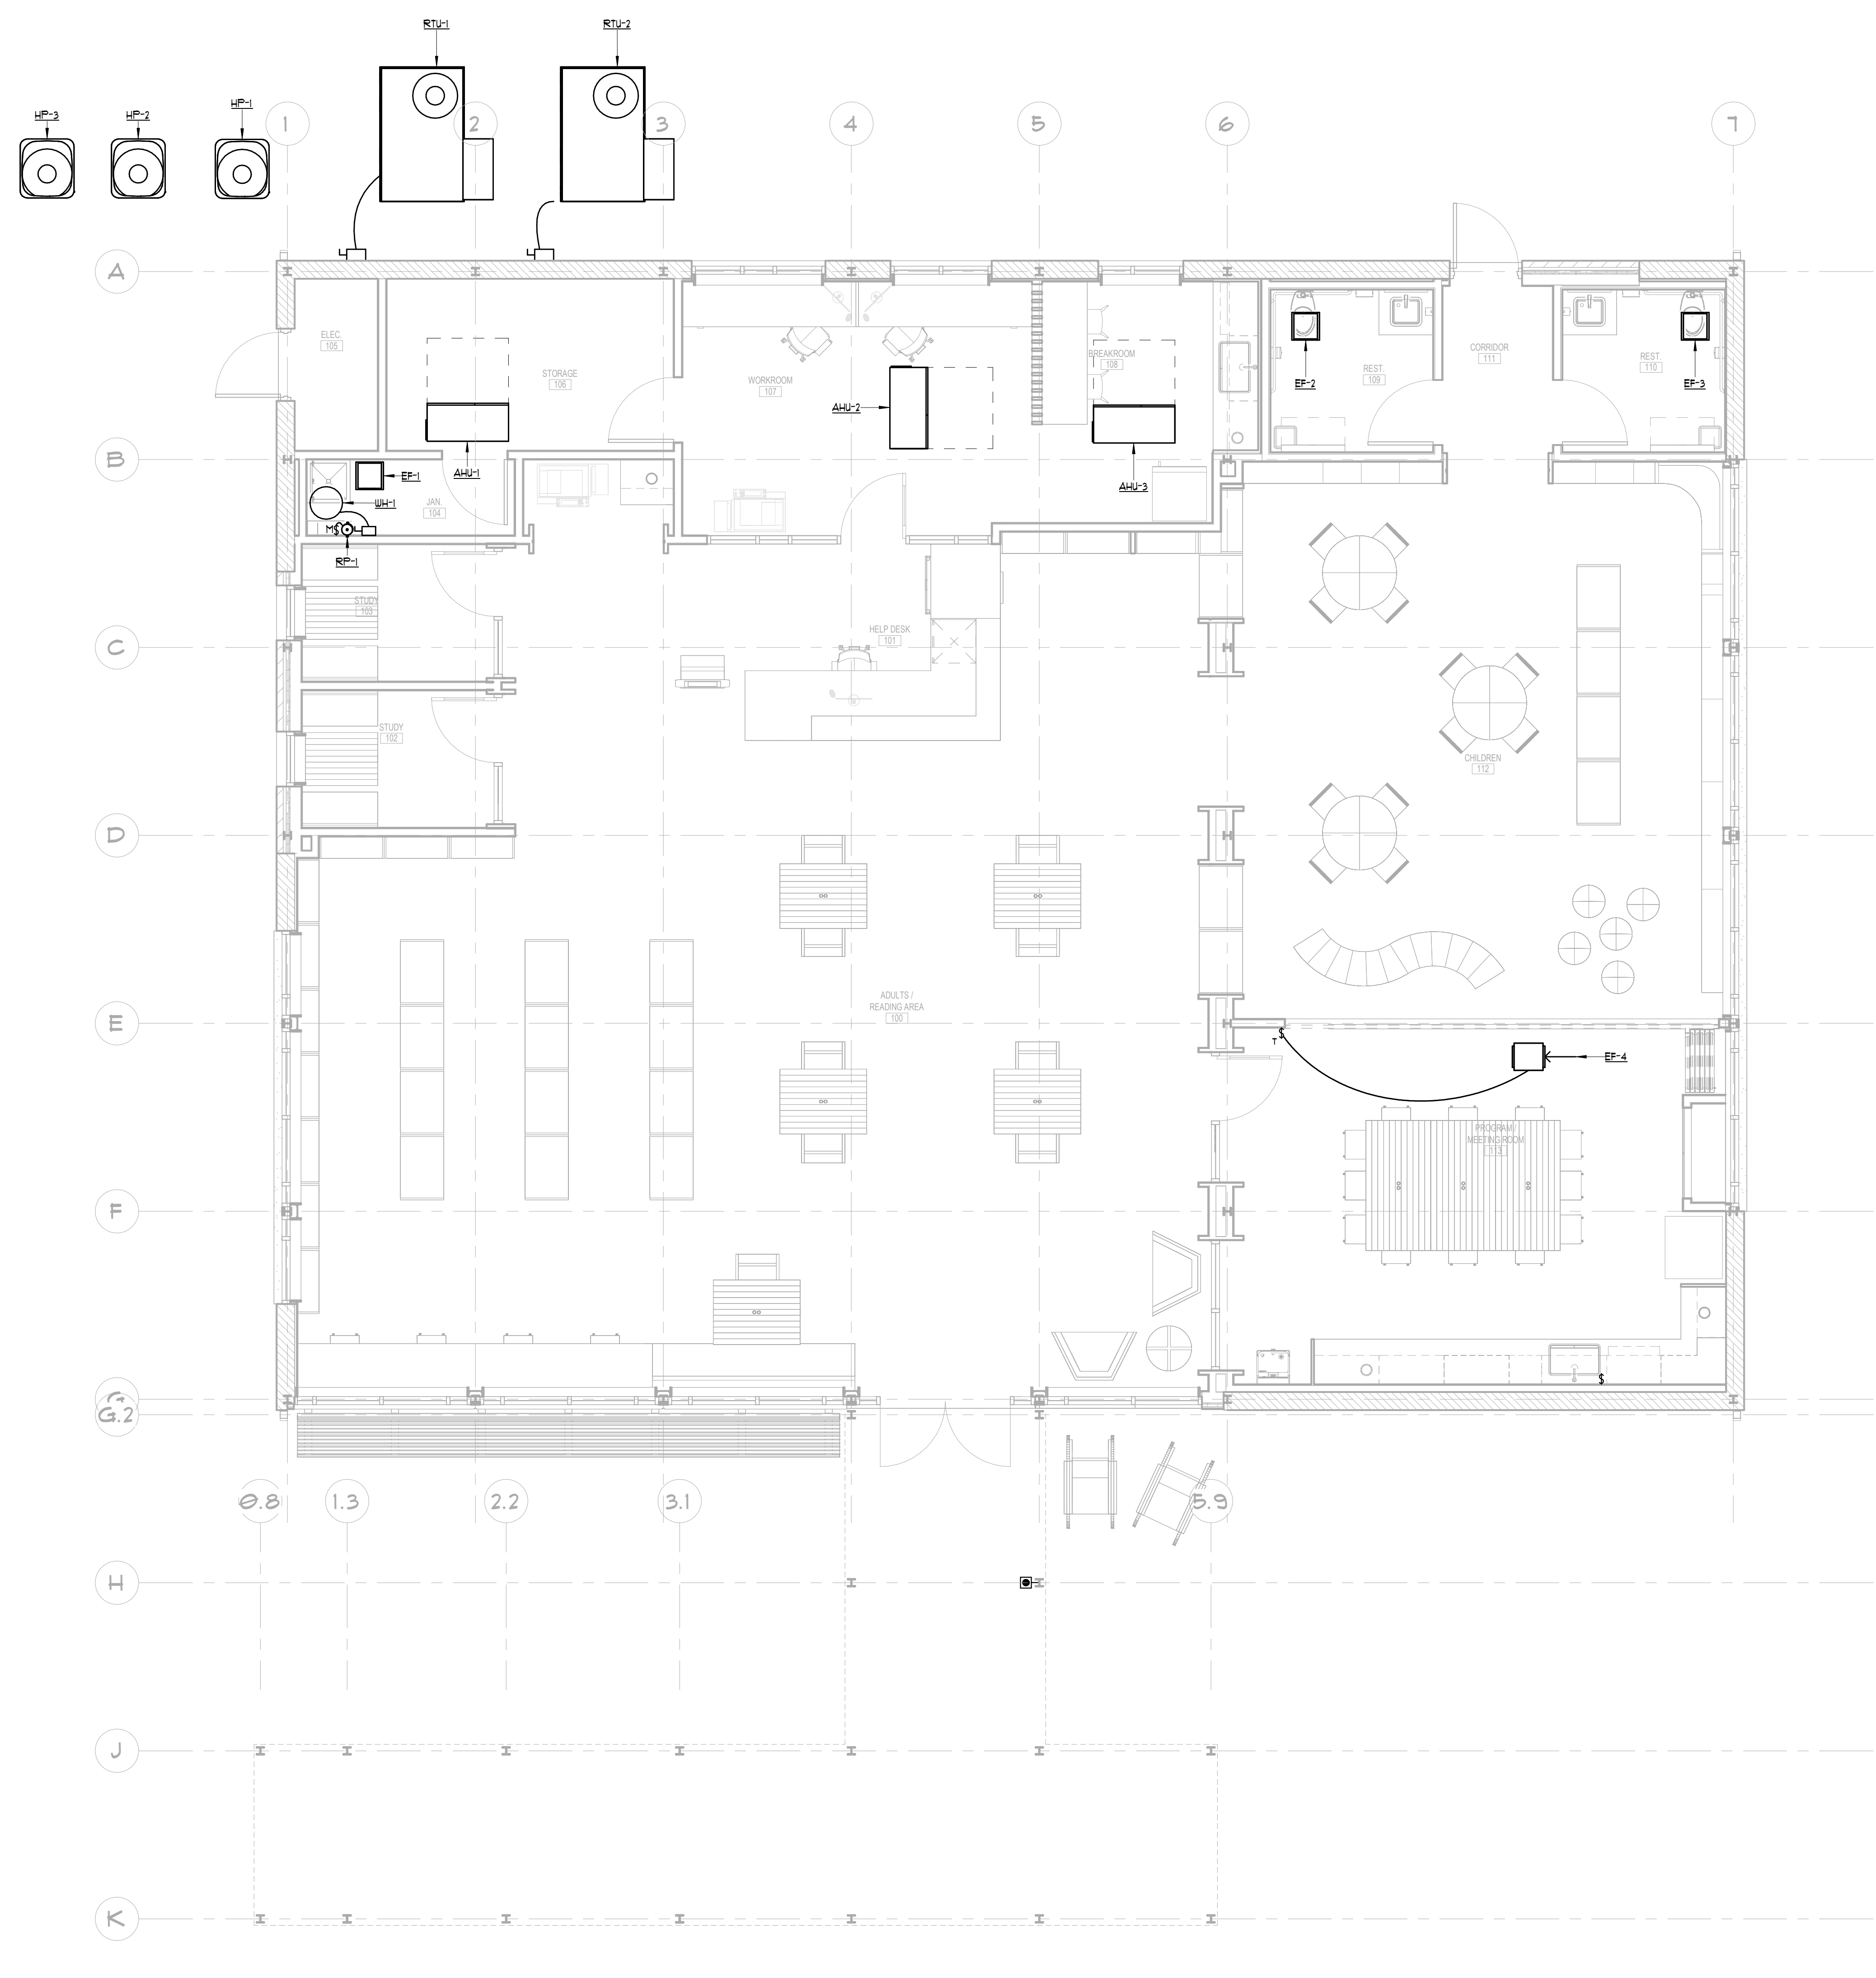 RTU-1
RTU-2
HP-3
HP-2
HP-1
1
2
3
4
5
6
7
A
ELEC.
105
STORAGE
106
WORKROOM
107
BREAKROOM
108
REST.
109
CORRIDOR
111
REST.
110
EF-2
EF-3
AHU-2
B
AHU-1
AHU-3
EF-1
WH-1
JAN.
104
M$
RP-1
STUDY
103
C
HELP DESK
101
STUDY
102
CHILDREN
112
D
ADULTS /
READING AREA
100
E
$
T
EF-4
PROGRAM /
MEETING ROOM
113
F
$
G
G.2
0.8
1.3
2.2
3.1
5.9
H
J
K